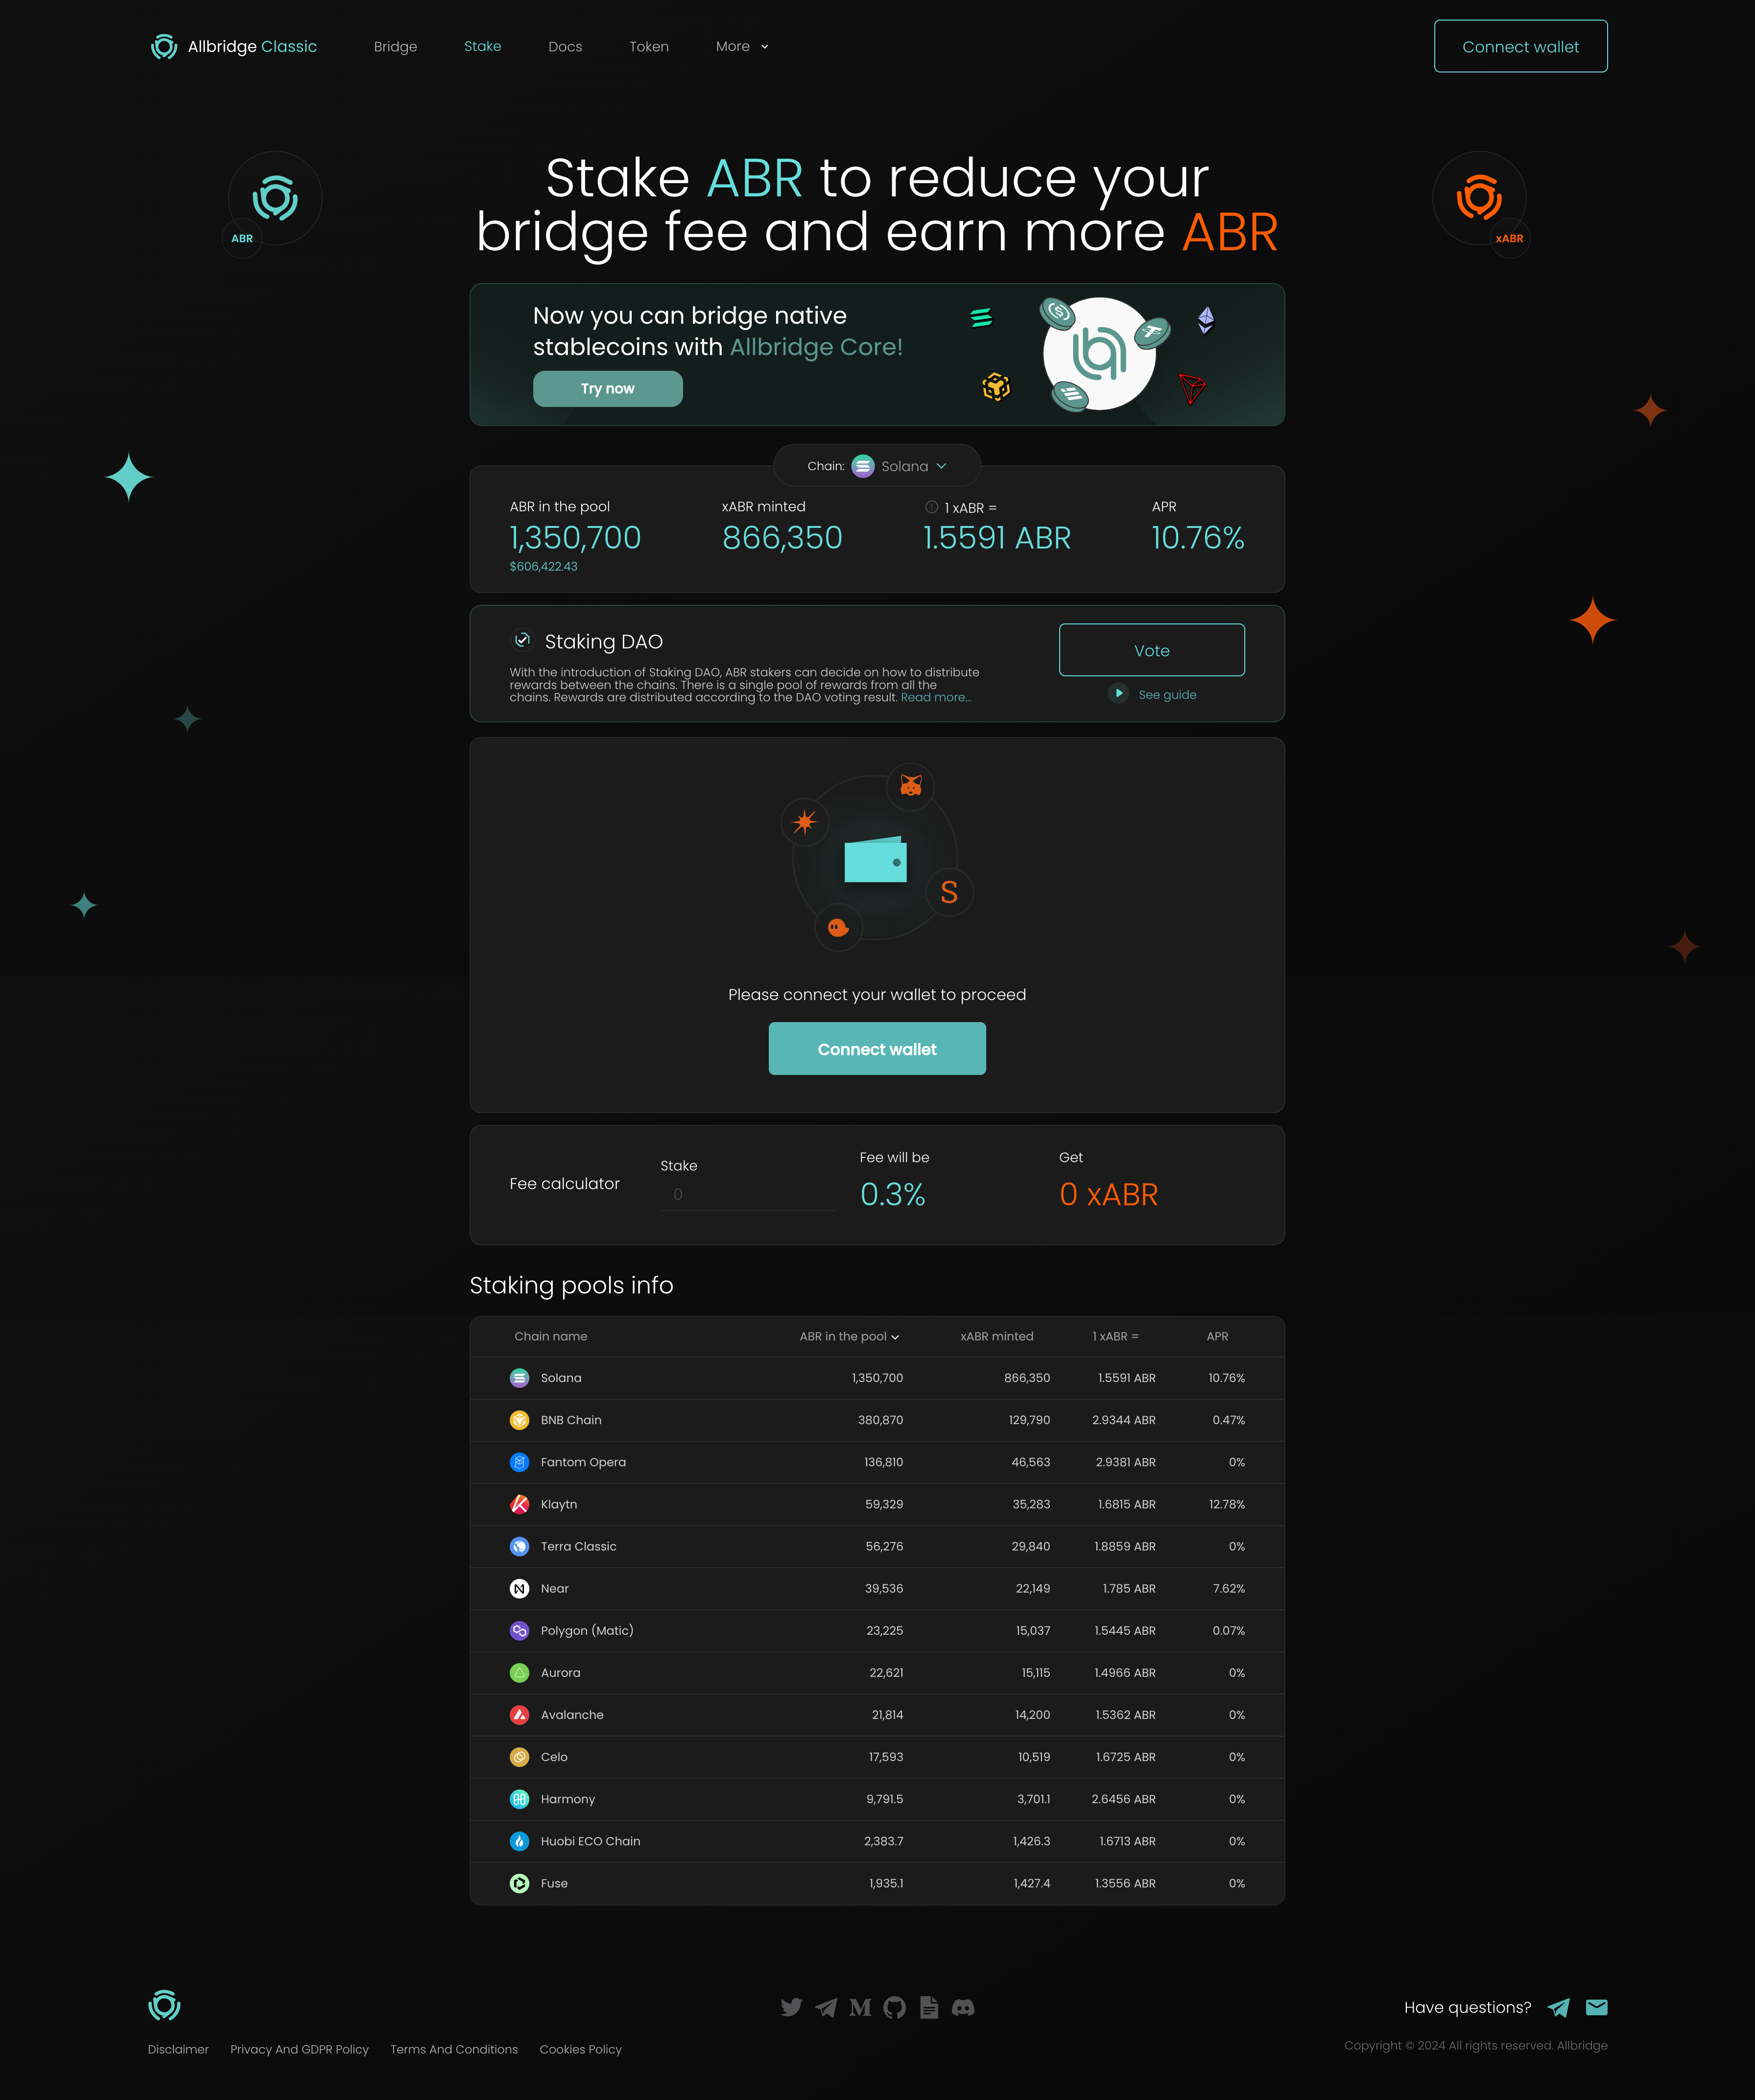 Allbridge Classic
Bridge
Stake
Docs
Token
More
Connect wallet
Stake ABR to reduce your
bridge fee and earn more ABR
ABR
xABR
Now you can bridge native
stablecoins with Allbridge Core!
Try now
Chain: Solana
ABR in the pool
1,350,700
$606,422.43
xABR minted
866,350
1 xABR =
1.5591 ABR
APR
10.76%
Staking DAO
With the introduction of Staking DAO, ABR stakers can decide on how to distribute
rewards between the chains. There is a single pool of rewards from all the
chains. Rewards are distributed according to the DAO voting result. Read more...
Vote
See guide
S
Please connect your wallet to proceed
Connect wallet
Fee calculator
Stake
0
Fee will be
0.3%
Get
0 xABR
Staking pools info
Chain name ABR in the pool xABR minted 1 xABR = APR
Solana 1,350,700 866,350 1.5591 ABR 10.76%
BNB Chain 380,870 129,790 2.9344 ABR 0.47%
Fantom Opera 136,810 46,563 2.9381 ABR 0%
Klaytn 59,329 35,283 1.6815 ABR 12.78%
Terra Classic 56,276 29,840 1.8859 ABR 0%
Near 39,536 22,149 1.785 ABR 7.62%
Polygon (Matic) 23,225 15,037 1.5445 ABR 0.07%
Aurora 22,621 15,115 1.4966 ABR 0%
Avalanche 21,814 14,200 1.5362 ABR 0%
Celo 17,593 10,519 1.6725 ABR 0%
Harmony 9,791.5 3,701.1 2.6456 ABR 0%
Huobi ECO Chain 2,383.7 1,426.3 1.6713 ABR 0%
Fuse 1,935.1 1,427.4 1.3556 ABR 0%
Have questions?
Disclaimer
Privacy And GDPR Policy
Terms And Conditions
Cookies Policy
Copyright © 2024 All rights reserved. Allbridge